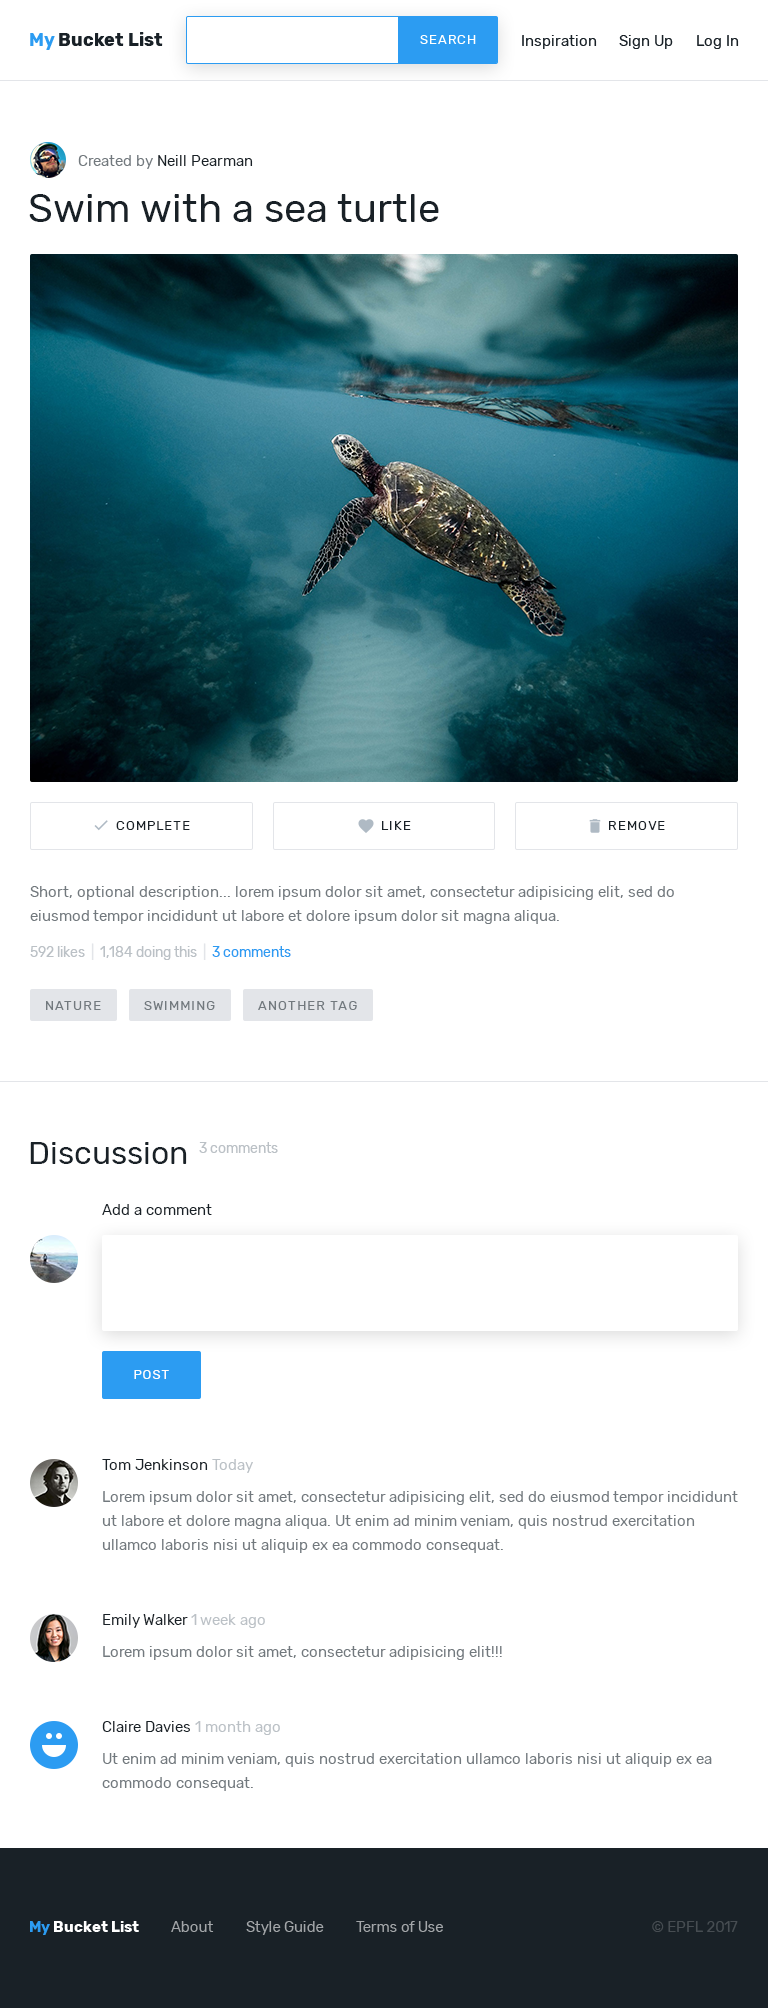 My Bucket List
SEARCH
Inspiration
Sign Up
Log In
Created by Neill Pearman
Swim with a sea turtle
COMPLETE
LIKE
REMOVE
Short, optional description... lorem ipsum dolor sit amet, consectetur adipisicing elit, sed do
eiusmod tempor incididunt ut labore et dolore ipsum dolor sit magna aliqua.
592 likes | 1,184 doing this | 3 comments
NATURE
SWIMMING
ANOTHER TAG
Discussion 3 comments
Add a comment
POST
Tom Jenkinson Today
Lorem ipsum dolor sit amet, consectetur adipisicing elit, sed do eiusmod tempor incididunt
ut labore et dolore magna aliqua. Ut enim ad minim veniam, quis nostrud exercitation
ullamco laboris nisi ut aliquip ex ea commodo consequat.
Emily Walker 1 week ago
Lorem ipsum dolor sit amet, consectetur adipisicing elit!!!
Claire Davies 1 month ago
Ut enim ad minim veniam, quis nostrud exercitation ullamco laboris nisi ut aliquip ex ea
commodo consequat.
My Bucket List
About
Style Guide
Terms of Use
© EPFL 2017